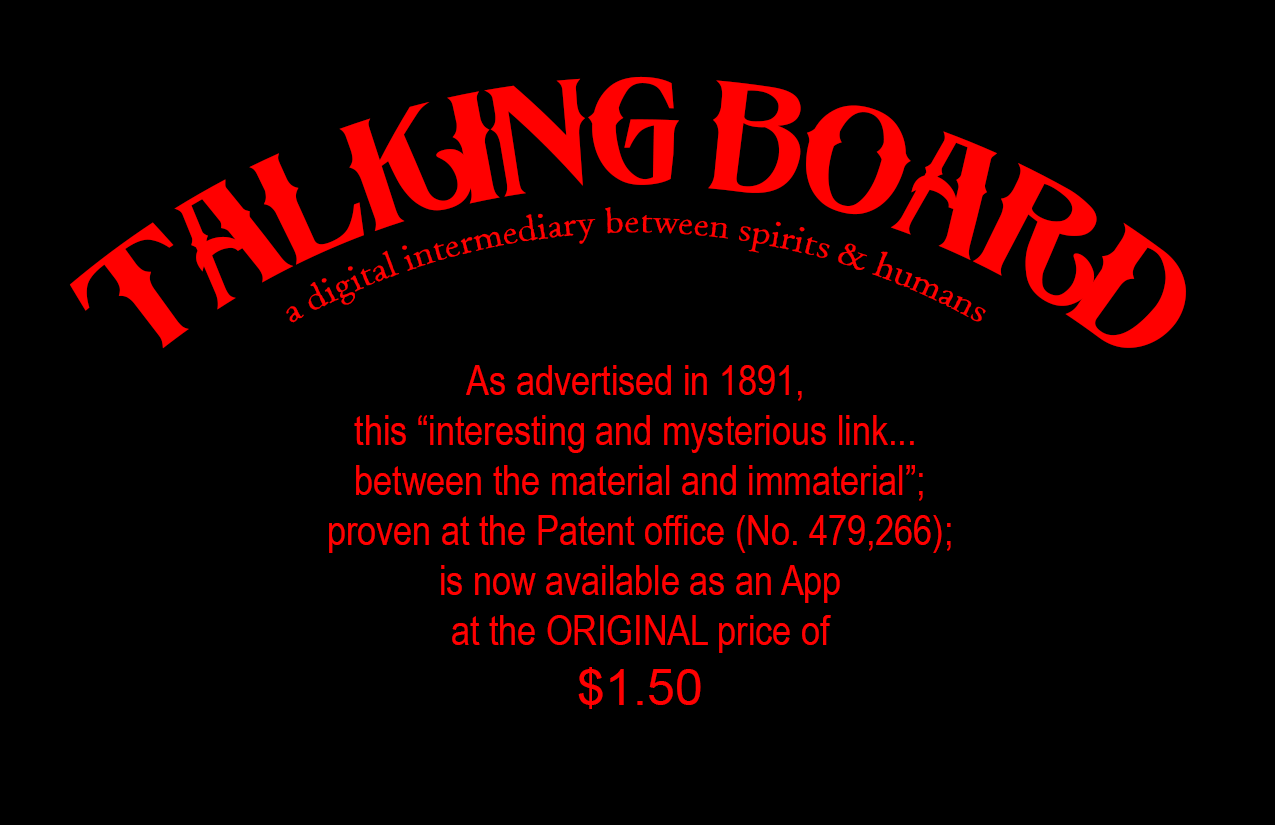 TALKING BOARD
a digital intermediary between spirits & humans
As advertised in 1891,
this “interesting and mysterious link...
between the material and immaterial”;
proven at the Patent office (No. 479,266);
is now available as an App
at the ORIGINAL price of
$1.50